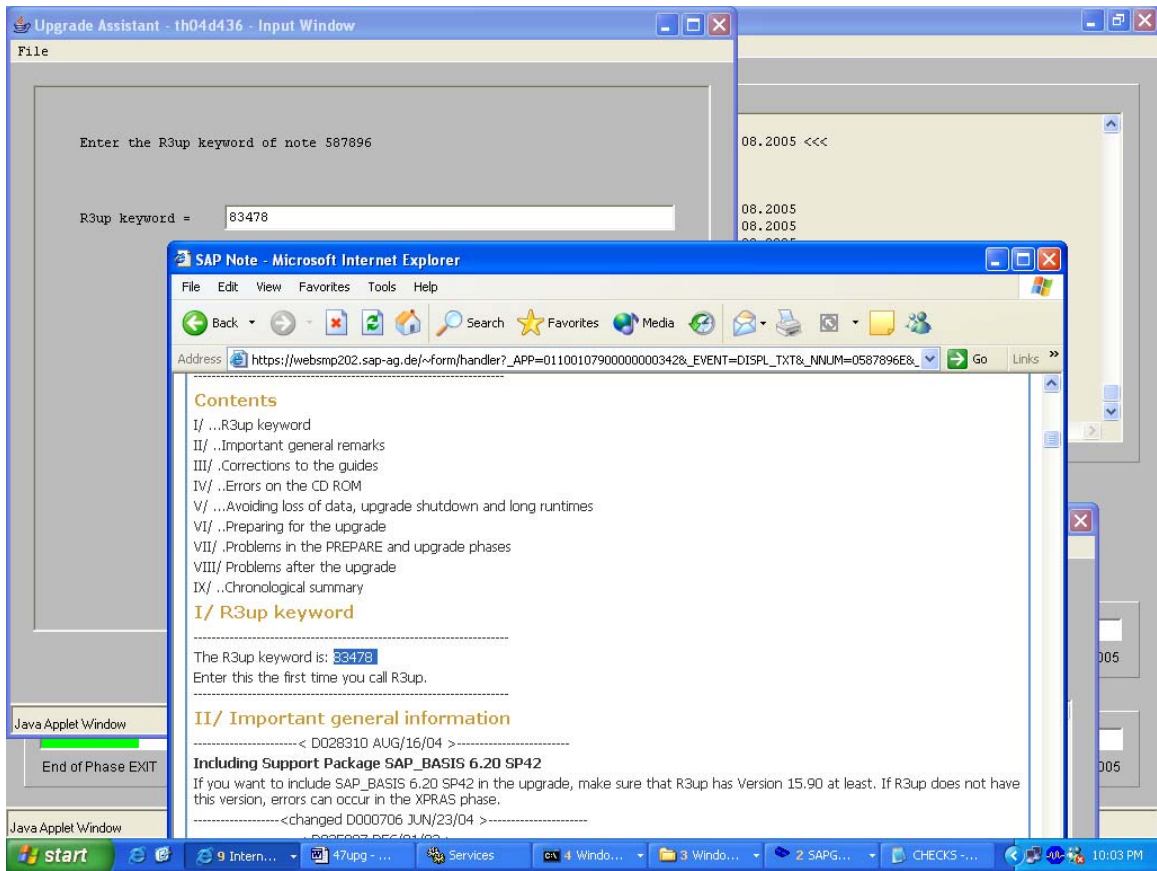 Upgrade Assistant - th04d436 - Input Window
File
Enter the R3up keyword of note 587896
R3up keyword =
83478
08.2005 <<<
08.2005
08.2005
SAP Note - Microsoft Internet Explorer
File Edit View Favorites Tools Help
Back Search Favorites Media
Address https://websmp202.sap-ag.de/~form/handler?_APP=01100107900000000342&_EVENT=DISPL_TXT&_NNUM=0587896E&_ Go Links »
--------------------------------------------------------------------
Contents
I/ ...R3up keyword
II/ ..Important general remarks
III/ .Corrections to the guides
IV/ ..Errors on the CD ROM
V/ ...Avoiding loss of data, upgrade shutdown and long runtimes
VI/ ..Preparing for the upgrade
VII/ .Problems in the PREPARE and upgrade phases
VIII/ Problems after the upgrade
IX/ ..Chronological summary
I/ R3up keyword
----------------------------------------------------------------------
The R3up keyword is: 83478
Enter this the first time you call R3up.
----------------------------------------------------------------------
II/ Important general information
-----------------------< D028310 AUG/16/04 >-------------------------
Including Support Package SAP_BASIS 6.20 SP42
If you want to include SAP_BASIS 6.20 SP42 in the upgrade, make sure that R3up has Version 15.90 at least. If R3up does not have
this version, errors can occur in the XPRAS phase.
-------------------<changed D000706 JUN/23/04 >----------------------
005
Java Applet Window
End of Phase EXIT
005
Java Applet Window
start
9 Intern...
47upg - ...
Services
4 Windo...
3 Windo...
2 SAPG...
CHECKS -...
10:03 PM